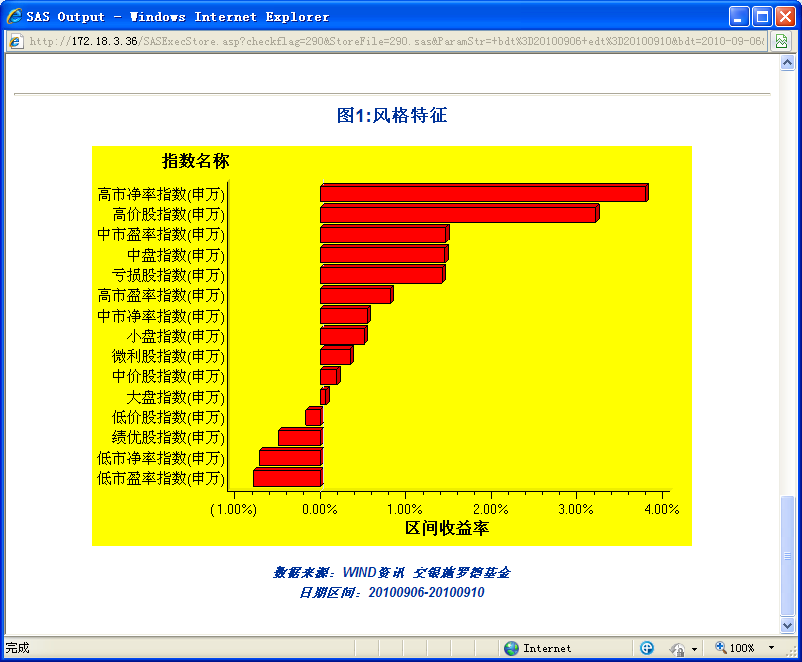 SAS Output - Windows Internet Explorer
http://172.18.3.36/SASExecStore.asp?checkflag=290&StoreFile=290.sas&ParamStr=+bdt%3D20100906+edt%3D20100910&bdt=2010-09-06&
图1:风格特征
指数名称
高市净率指数(申万)
高价股指数(申万)
中市盈率指数(申万)
中盘指数(申万)
亏损股指数(申万)
高市盈率指数(申万)
中市净率指数(申万)
小盘指数(申万)
微利股指数(申万)
中价股指数(申万)
大盘指数(申万)
低价股指数(申万)
绩优股指数(申万)
低市净率指数(申万)
低市盈率指数(申万)
(1.00%) 0.00% 1.00% 2.00% 3.00% 4.00%
区间收益率
数据来源：WIND资讯 交银施罗德基金
日期区间：20100906-20100910
完成 Internet 100%